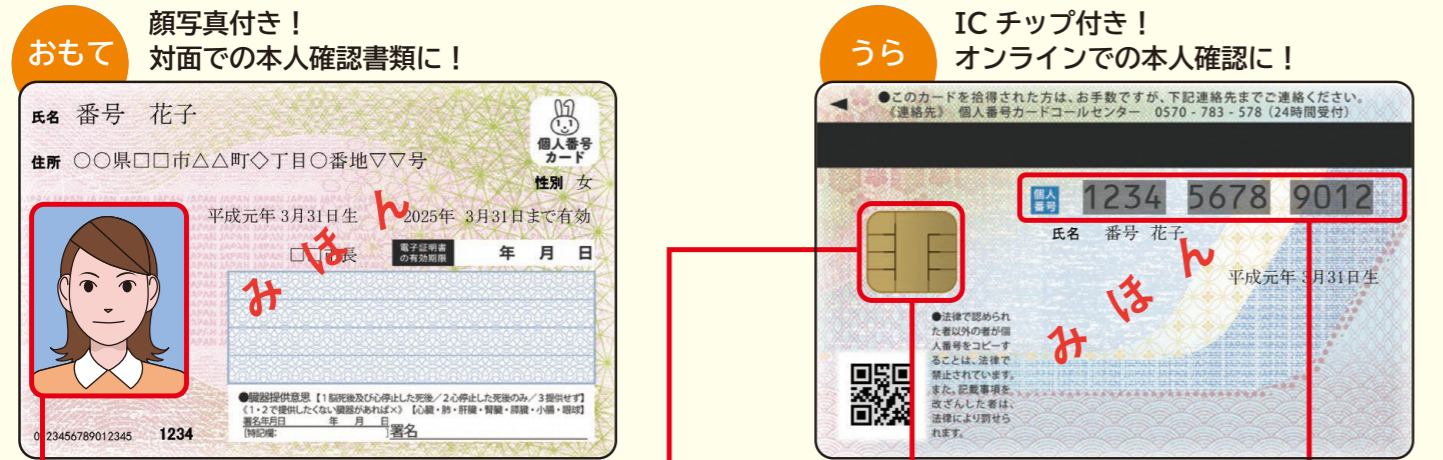 おもて
顔写真付き！
対面での本人確認書類に！
氏名 番号 花子
個人番号
カード
住所 〇〇県□□市△△町◇丁目〇番地▽▽号
性別 女
平成元年 3月31日生 2025年 3月31日まで有効
□□市長
電子証明書
の有効期限
年 月 日
みほん
●臓器提供意思【1 脳死後及び心停止した死後／2 心停止した死後のみ／3 提供せず】
《1・2で提供したくない臓器があれば×》【心臓・肺・肝臓・腎臓・膵臓・小腸・眼球】
署名年月日 年 月 日
[特記欄: ]署名
0123456789012345 1234
うら
ICチップ付き！
オンラインでの本人確認に！
●このカードを拾得された方は、お手数ですが、下記連絡先までご連絡ください。
《連絡先》 個人番号カードコールセンター 0570-783-578（24時間受付）
個人
番号
1234 5678 9012
氏名 番号 花子
平成元年 3月31日生
みほん
●法律で認められ
た者以外の者が個
人番号をコピーす
ることは、法律で
禁止されています。
また、記載事項を
改ざんした者は、
法律により罰せら
れます。